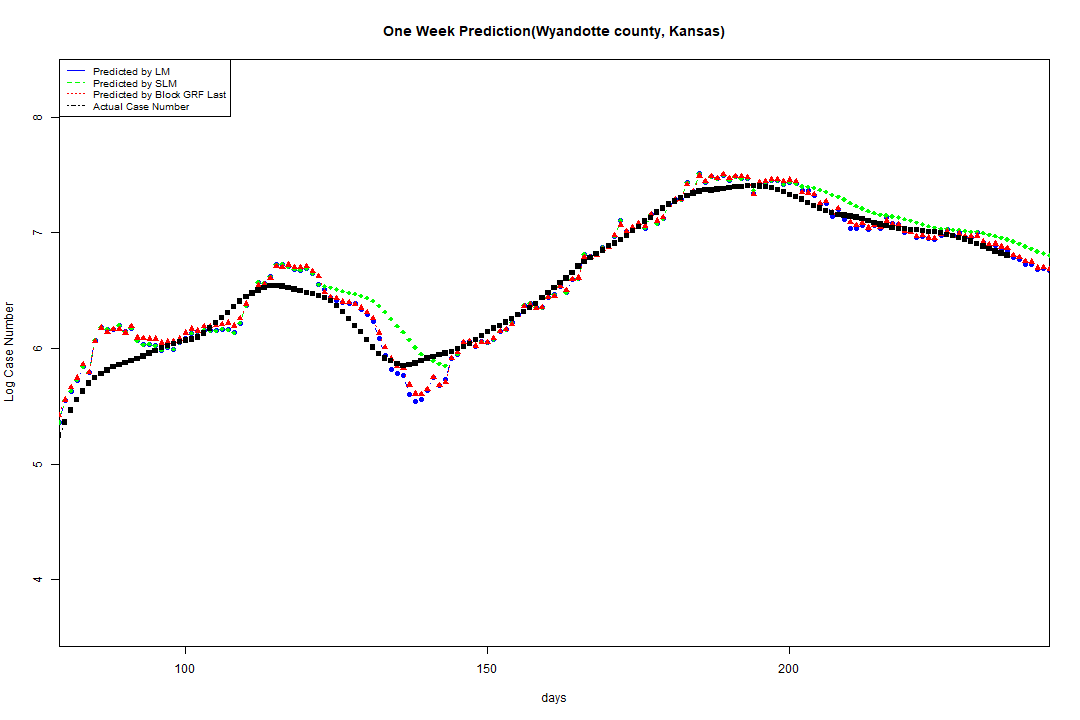 One Week Prediction(Wyandotte county, Kansas)
Predicted by LM
Predicted by SLM
Predicted by Block GRF Last
Actual Case Number
8
7
6
5
4
Log Case Number
100 150 200
days